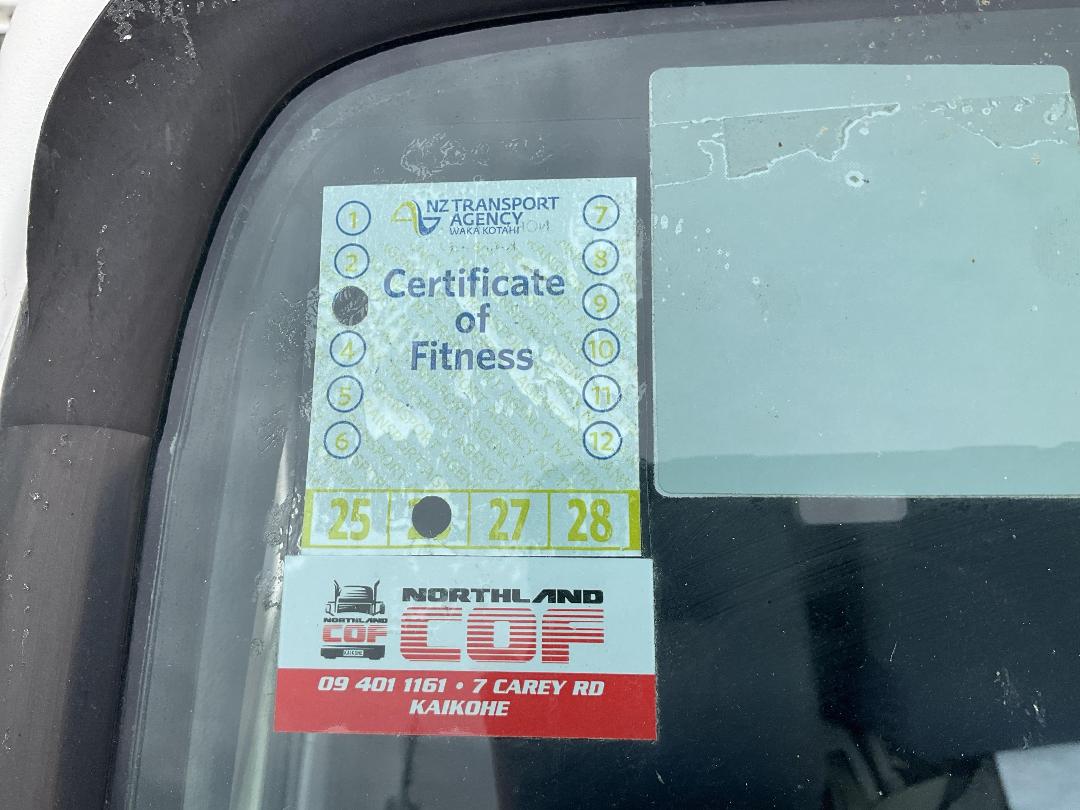 NZ TRANSPORT
AGENCY
WAKA KOTAHI
Certificate
of
Fitness
1
2
4
5
6
7
8
9
10
11
12
25
27
28
NORTHLAND
COF
KAIKOHE
NORTHLAND
COF
09 401 1161 • 7 CAREY RD
KAIKOHE